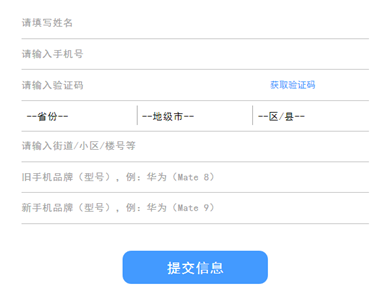 请填写姓名
请输入手机号
请输入验证码 获取验证码
--省份-- --地级市-- --区/县--
请输入街道/小区/楼号等
旧手机品牌（型号），例：华为（Mate 8）
新手机品牌（型号），例：华为（Mate 9）
提交信息